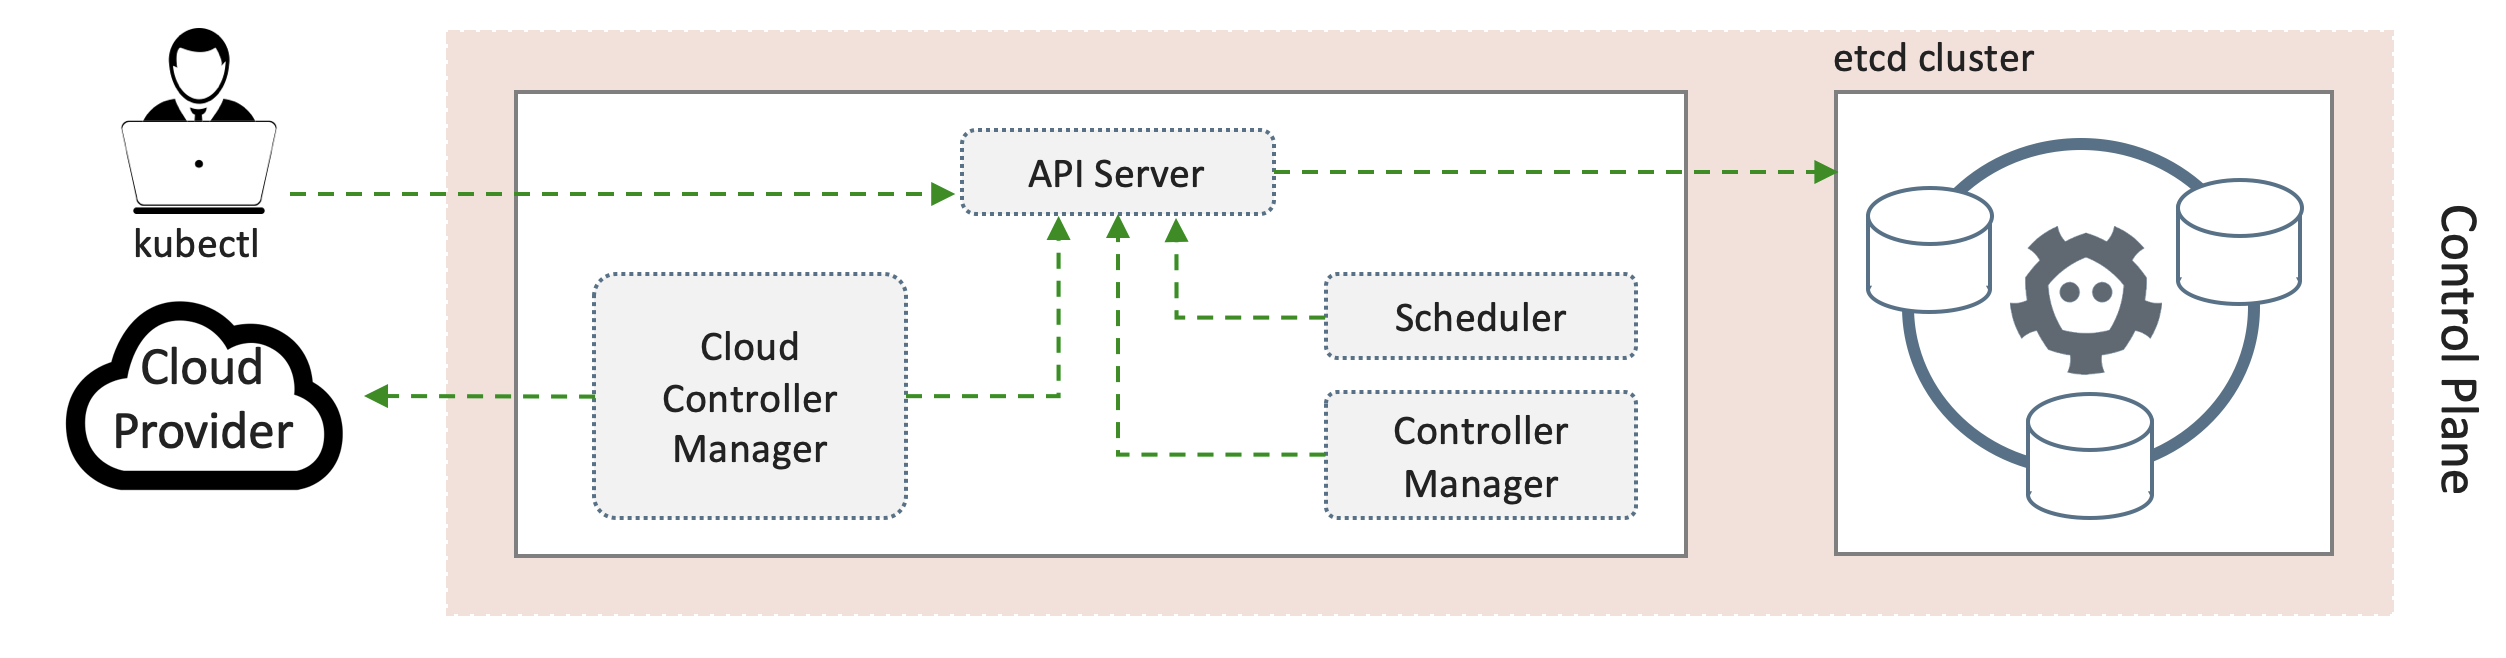 etcd cluster
API Server
kubectl
Cloud
Provider
Cloud
Controller
Manager
Scheduler
Controller
Manager
Control Plane